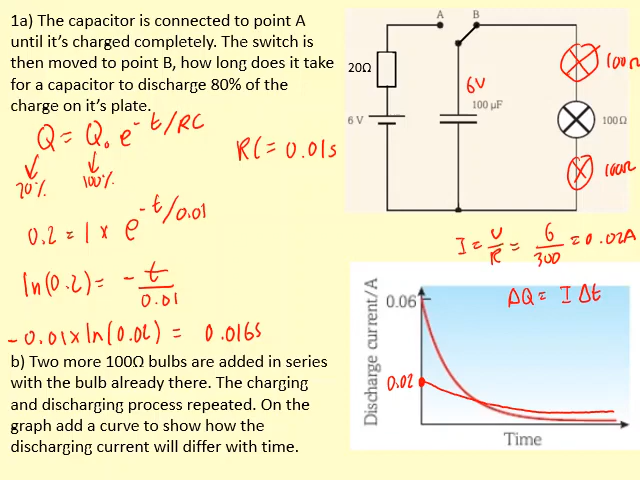 1a) The capacitor is connected to point A
until it's charged completely. The switch is
then moved to point B, how long does it take
for a capacitor to discharge 80% of the
charge on it's plate.
Q = Q₀ e^-t/RC
20%
100%
RC = 0.01s
0.2 = 1 × e^-t/0.01
ln(0.2) = - t/0.01
-0.01 x ln(0.02) = 0.016s
b) Two more 100Ω bulbs are added in series
with the bulb already there. The charging
and discharging process repeated. On the
graph add a curve to show how the
discharging current will differ with time.
A
B
20Ω
6V
100 μF
6 V
100Ω
100 Ω
100Ω
I = V/R = 6/300 = 0.02A
ΔQ = I Δt
Discharge current/A
0.06
0.02
Time